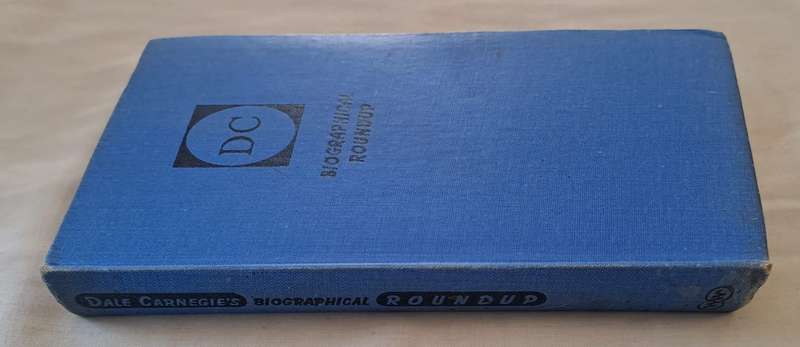 DC
BIOGRAPHICAL
ROUNDUP
DALE CARNEGIE'S BIOGRAPHICAL ROUNDUP